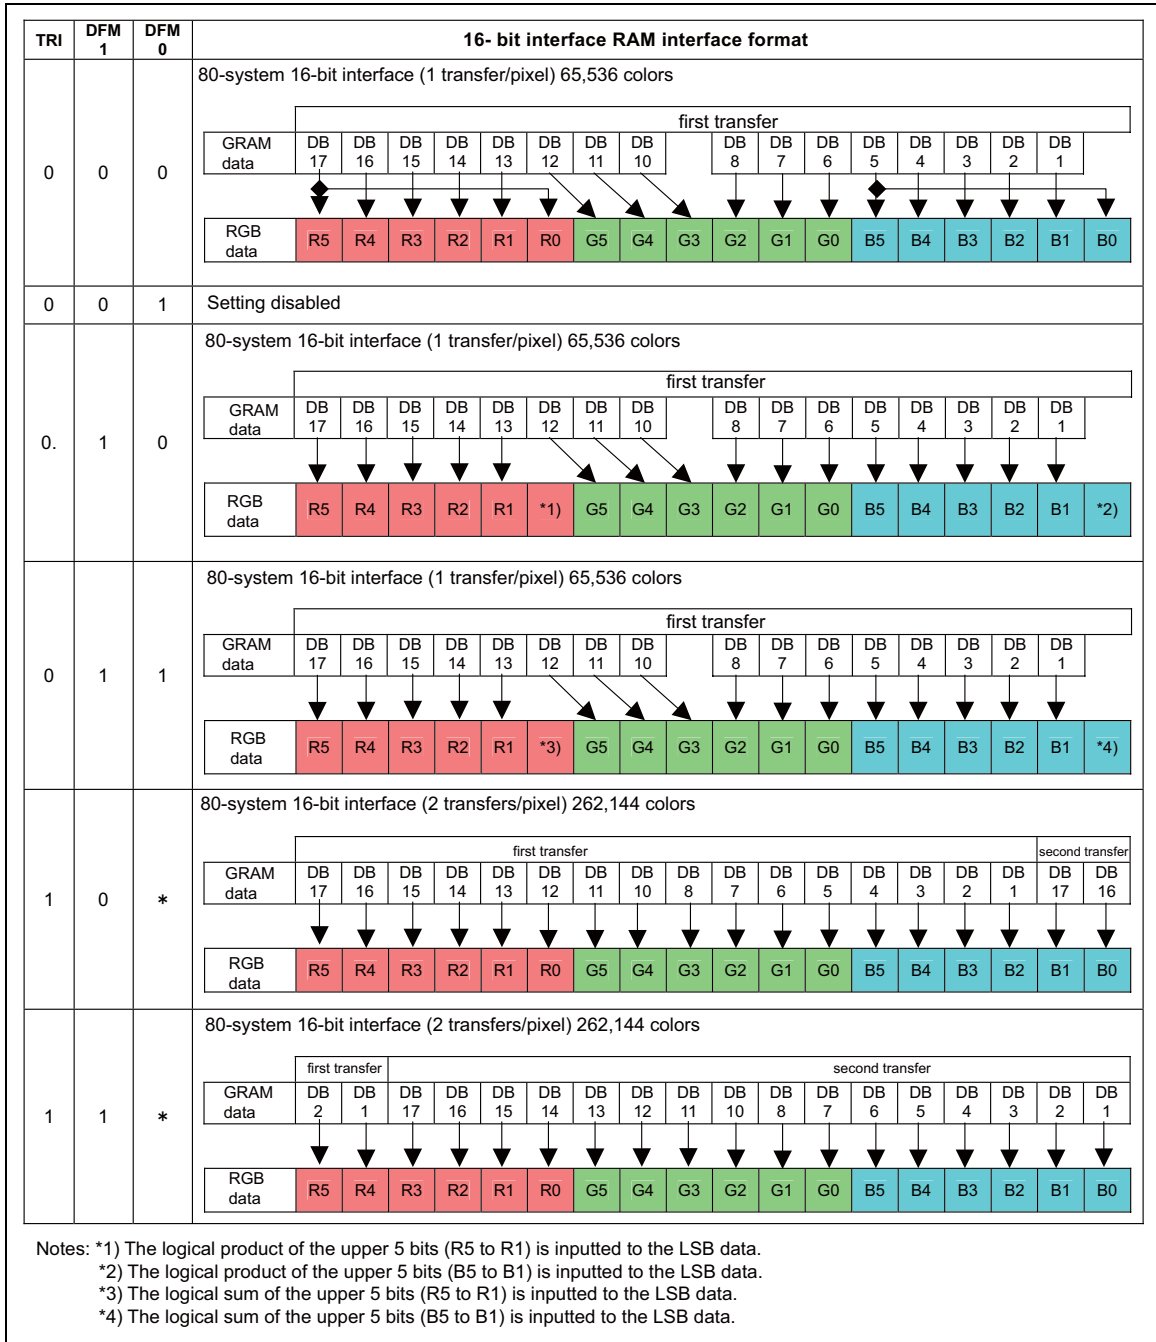 TRI DFM 1 DFM 0 16- bit interface RAM interface format
80-system 16-bit interface (1 transfer/pixel) 65,536 colors
first transfer
GRAM data DB 17 DB 16 DB 15 DB 14 DB 13 DB 12 DB 11 DB 10 DB 8 DB 7 DB 6 DB 5 DB 4 DB 3 DB 2 DB 1
0 0 0
RGB data R5 R4 R3 R2 R1 R0 G5 G4 G3 G2 G1 G0 B5 B4 B3 B2 B1 B0
0 0 1 Setting disabled
80-system 16-bit interface (1 transfer/pixel) 65,536 colors
first transfer
GRAM data DB 17 DB 16 DB 15 DB 14 DB 13 DB 12 DB 11 DB 10 DB 8 DB 7 DB 6 DB 5 DB 4 DB 3 DB 2 DB 1
0. 1 0
RGB data R5 R4 R3 R2 R1 *1) G5 G4 G3 G2 G1 G0 B5 B4 B3 B2 B1 *2)
80-system 16-bit interface (1 transfer/pixel) 65,536 colors
first transfer
GRAM data DB 17 DB 16 DB 15 DB 14 DB 13 DB 12 DB 11 DB 10 DB 8 DB 7 DB 6 DB 5 DB 4 DB 3 DB 2 DB 1
0 1 1
RGB data R5 R4 R3 R2 R1 *3) G5 G4 G3 G2 G1 G0 B5 B4 B3 B2 B1 *4)
80-system 16-bit interface (2 transfers/pixel) 262,144 colors
first transfer second transfer
GRAM data DB 17 DB 16 DB 15 DB 14 DB 13 DB 12 DB 11 DB 10 DB 8 DB 7 DB 6 DB 5 DB 4 DB 3 DB 2 DB 1 DB 17 DB 16
1 0 *
RGB data R5 R4 R3 R2 R1 R0 G5 G4 G3 G2 G1 G0 B5 B4 B3 B2 B1 B0
80-system 16-bit interface (2 transfers/pixel) 262,144 colors
first transfer second transfer
GRAM data DB 2 DB 1 DB 17 DB 16 DB 15 DB 14 DB 13 DB 12 DB 11 DB 10 DB 8 DB 7 DB 6 DB 5 DB 4 DB 3 DB 2 DB 1
1 1 *
RGB data R5 R4 R3 R2 R1 R0 G5 G4 G3 G2 G1 G0 B5 B4 B3 B2 B1 B0
Notes: *1) The logical product of the upper 5 bits (R5 to R1) is inputted to the LSB data.
*2) The logical product of the upper 5 bits (B5 to B1) is inputted to the LSB data.
*3) The logical sum of the upper 5 bits (R5 to R1) is inputted to the LSB data.
*4) The logical sum of the upper 5 bits (B5 to B1) is inputted to the LSB data.